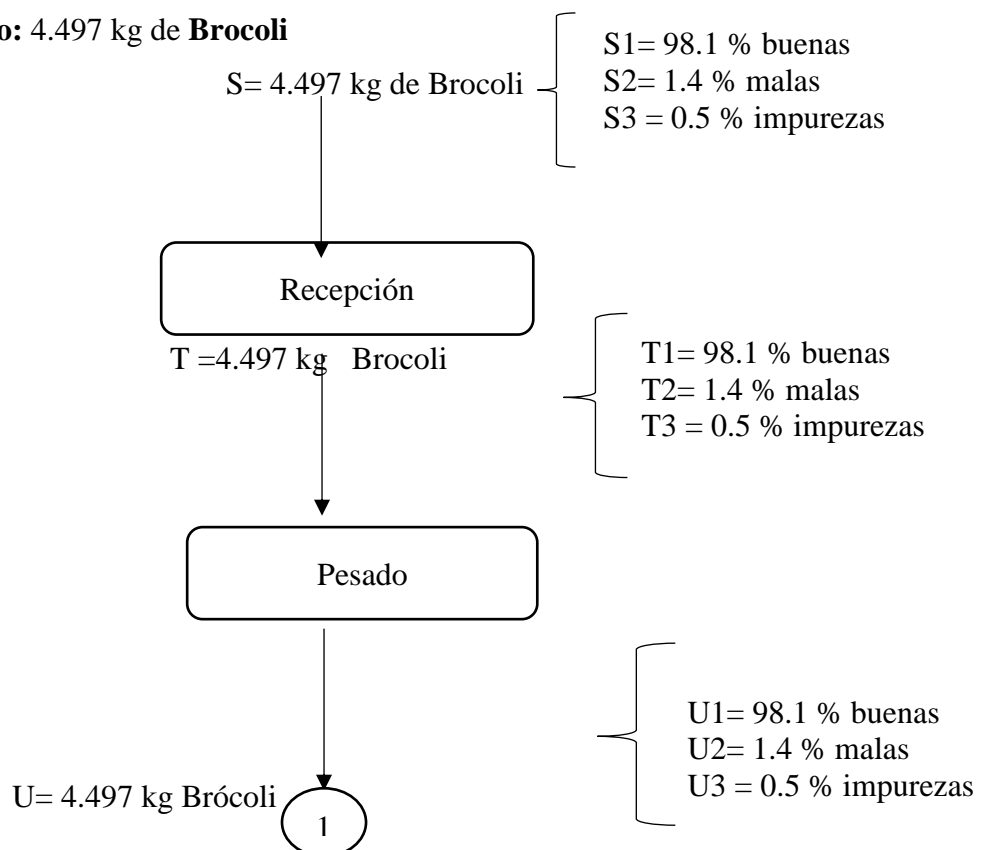 o: 4.497 kg de Brocoli
S= 4.497 kg de Brocoli
S1= 98.1 % buenas
S2= 1.4 % malas
S3 = 0.5 % impurezas
Recepción
T =4.497 kg Brocoli
T1= 98.1 % buenas
T2= 1.4 % malas
T3 = 0.5 % impurezas
Pesado
U1= 98.1 % buenas
U2= 1.4 % malas
U3 = 0.5 % impurezas
U= 4.497 kg Brócoli
1